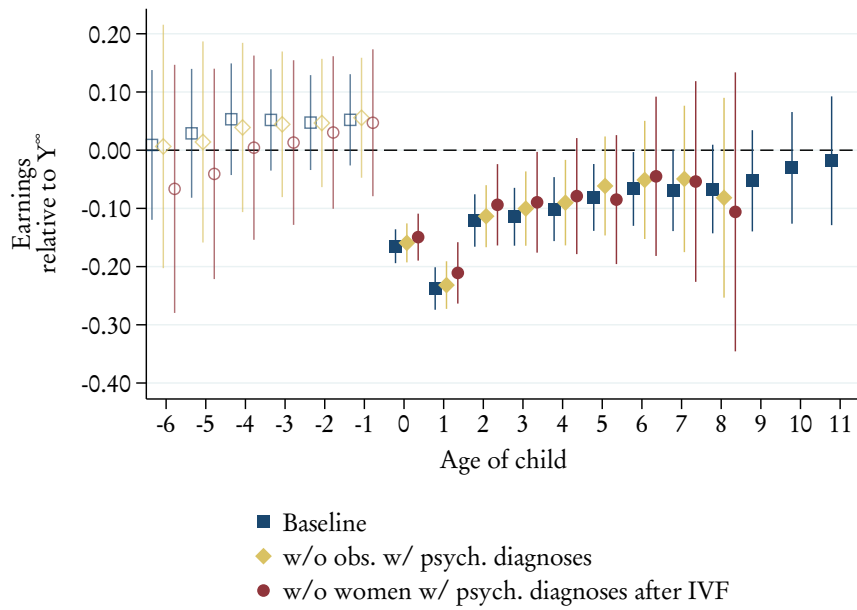 0.20
0.10
0.00
-0.10
-0.20
-0.30
-0.40
Earnings
relative to Y∞
-6 -5 -4 -3 -2 -1 0 1 2 3 4 5 6 7 8 9 10 11
Age of child
Baseline
w/o obs. w/ psych. diagnoses
w/o women w/ psych. diagnoses after IVF